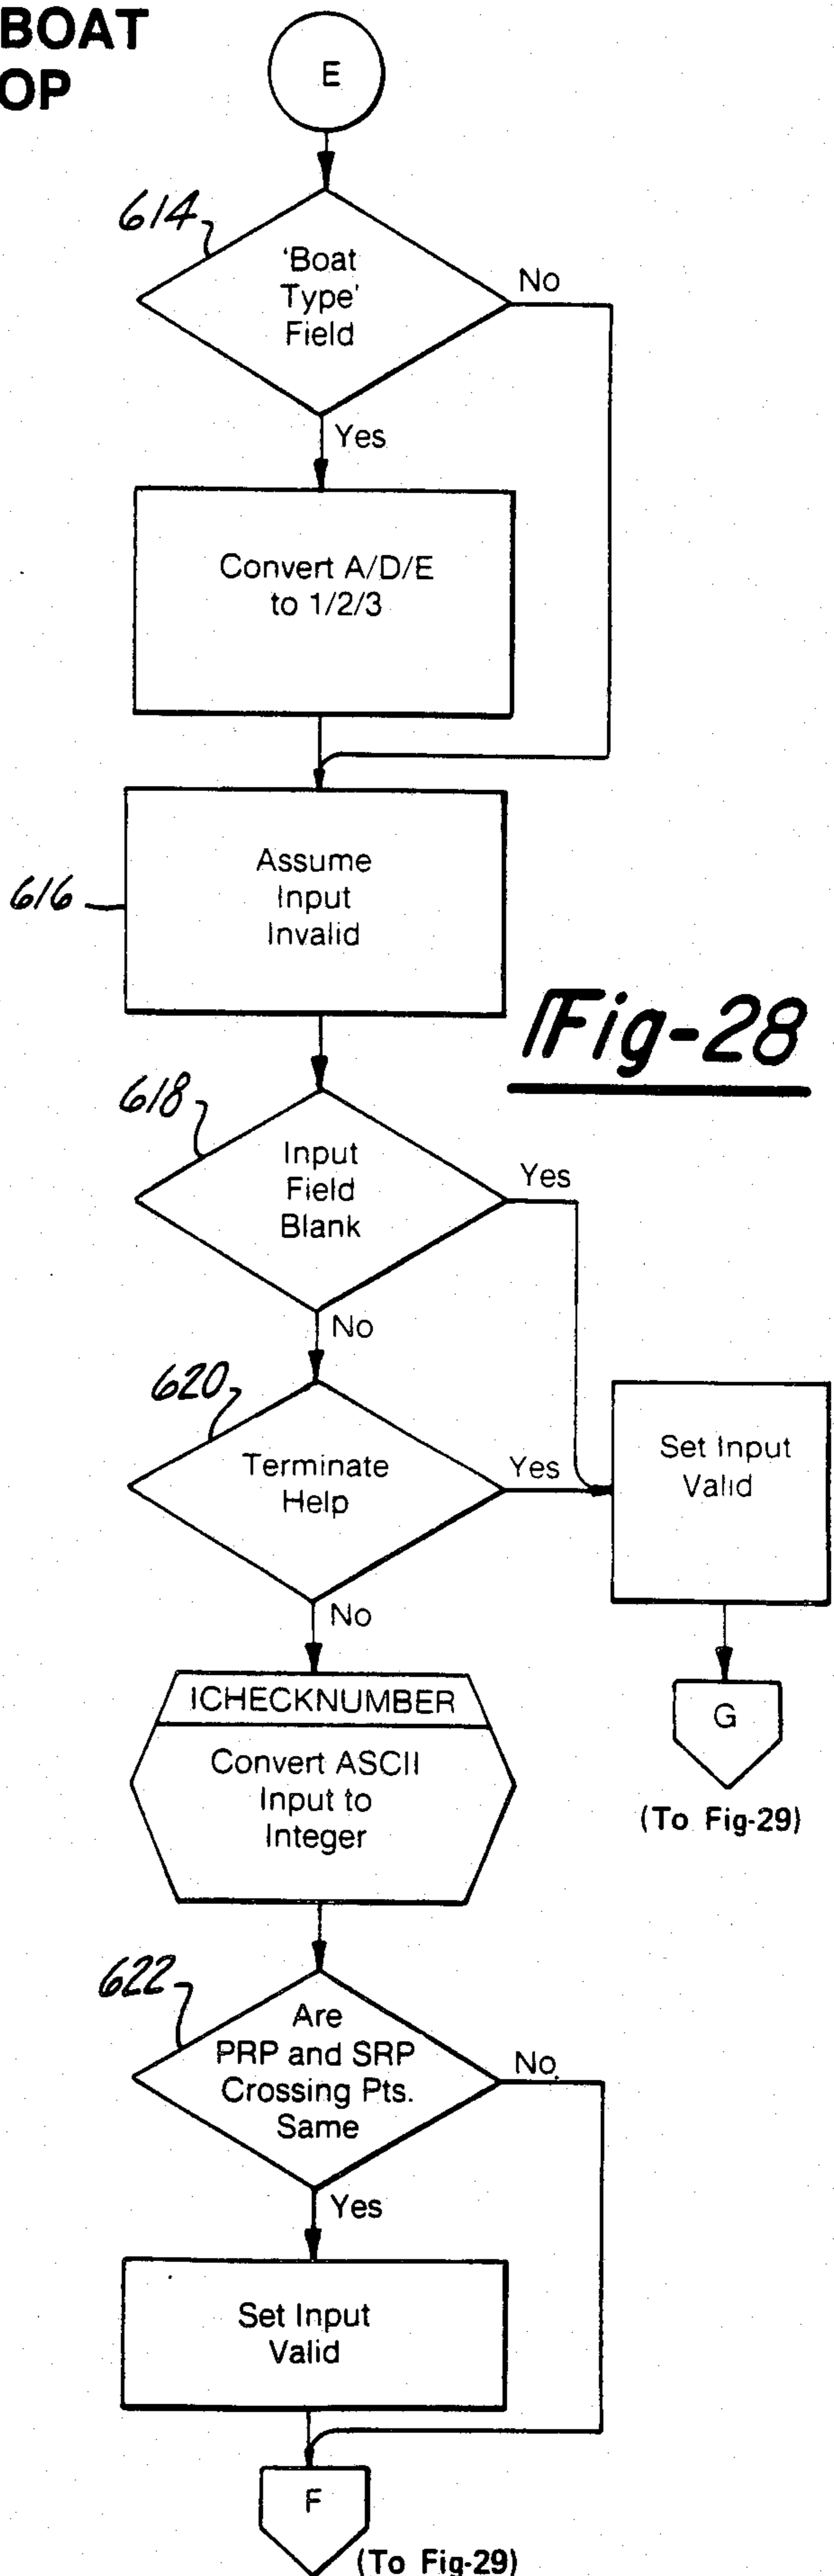 BOAT
OP
E
614
'Boat
Type'
Field
No
Yes
Convert A/D/E
to 1/2/3
616
Assume
Input
Invalid
Fig-28
618
Input
Field
Blank
Yes
No
620
Terminate
Help
Yes
Set Input
Valid
No
ICHECKNUMBER
Convert ASCII
Input to
Integer
G
(To Fig-29)
622
Are
PRP and SRP
Crossing Pts.
Same
No
Yes
Set Input
Valid
F
(To Fig-29)